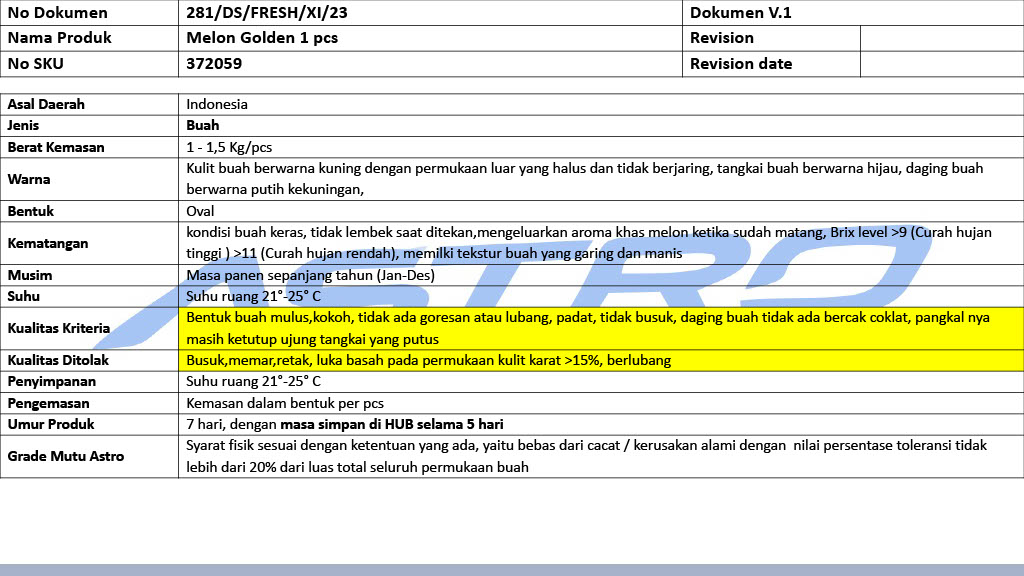 No Dokumen 281/DS/FRESH/XI/23 Dokumen V.1
Nama Produk Melon Golden 1 pcs Revision
No SKU 372059 Revision date
Asal Daerah Indonesia
Jenis Buah
Berat Kemasan 1 - 1,5 Kg/pcs
Warna Kulit buah berwarna kuning dengan permukaan luar yang halus dan tidak berjaring, tangkai buah berwarna hijau, daging buah
berwarna putih kekuningan,
Bentuk Oval
Kematangan kondisi buah keras, tidak lembek saat ditekan,mengeluarkan aroma khas melon ketika sudah matang, Brix level >9 (Curah hujan
tinggi ) >11 (Curah hujan rendah), memilki tekstur buah yang garing dan manis
Musim Masa panen sepanjang tahun (Jan-Des)
Suhu Suhu ruang 21°-25° C
Kualitas Kriteria Bentuk buah mulus,kokoh, tidak ada goresan atau lubang, padat, tidak busuk, daging buah tidak ada bercak coklat, pangkal nya
masih ketutup ujung tangkai yang putus
Kualitas Ditolak Busuk,memar,retak, luka basah pada permukaan kulit karat >15%, berlubang
Penyimpanan Suhu ruang 21°-25° C
Pengemasan Kemasan dalam bentuk per pcs
Umur Produk 7 hari, dengan masa simpan di HUB selama 5 hari
Grade Mutu Astro Syarat fisik sesuai dengan ketentuan yang ada, yaitu bebas dari cacat / kerusakan alami dengan  nilai persentase toleransi tidak
lebih dari 20% dari luas total seluruh permukaan buah
ASTRO